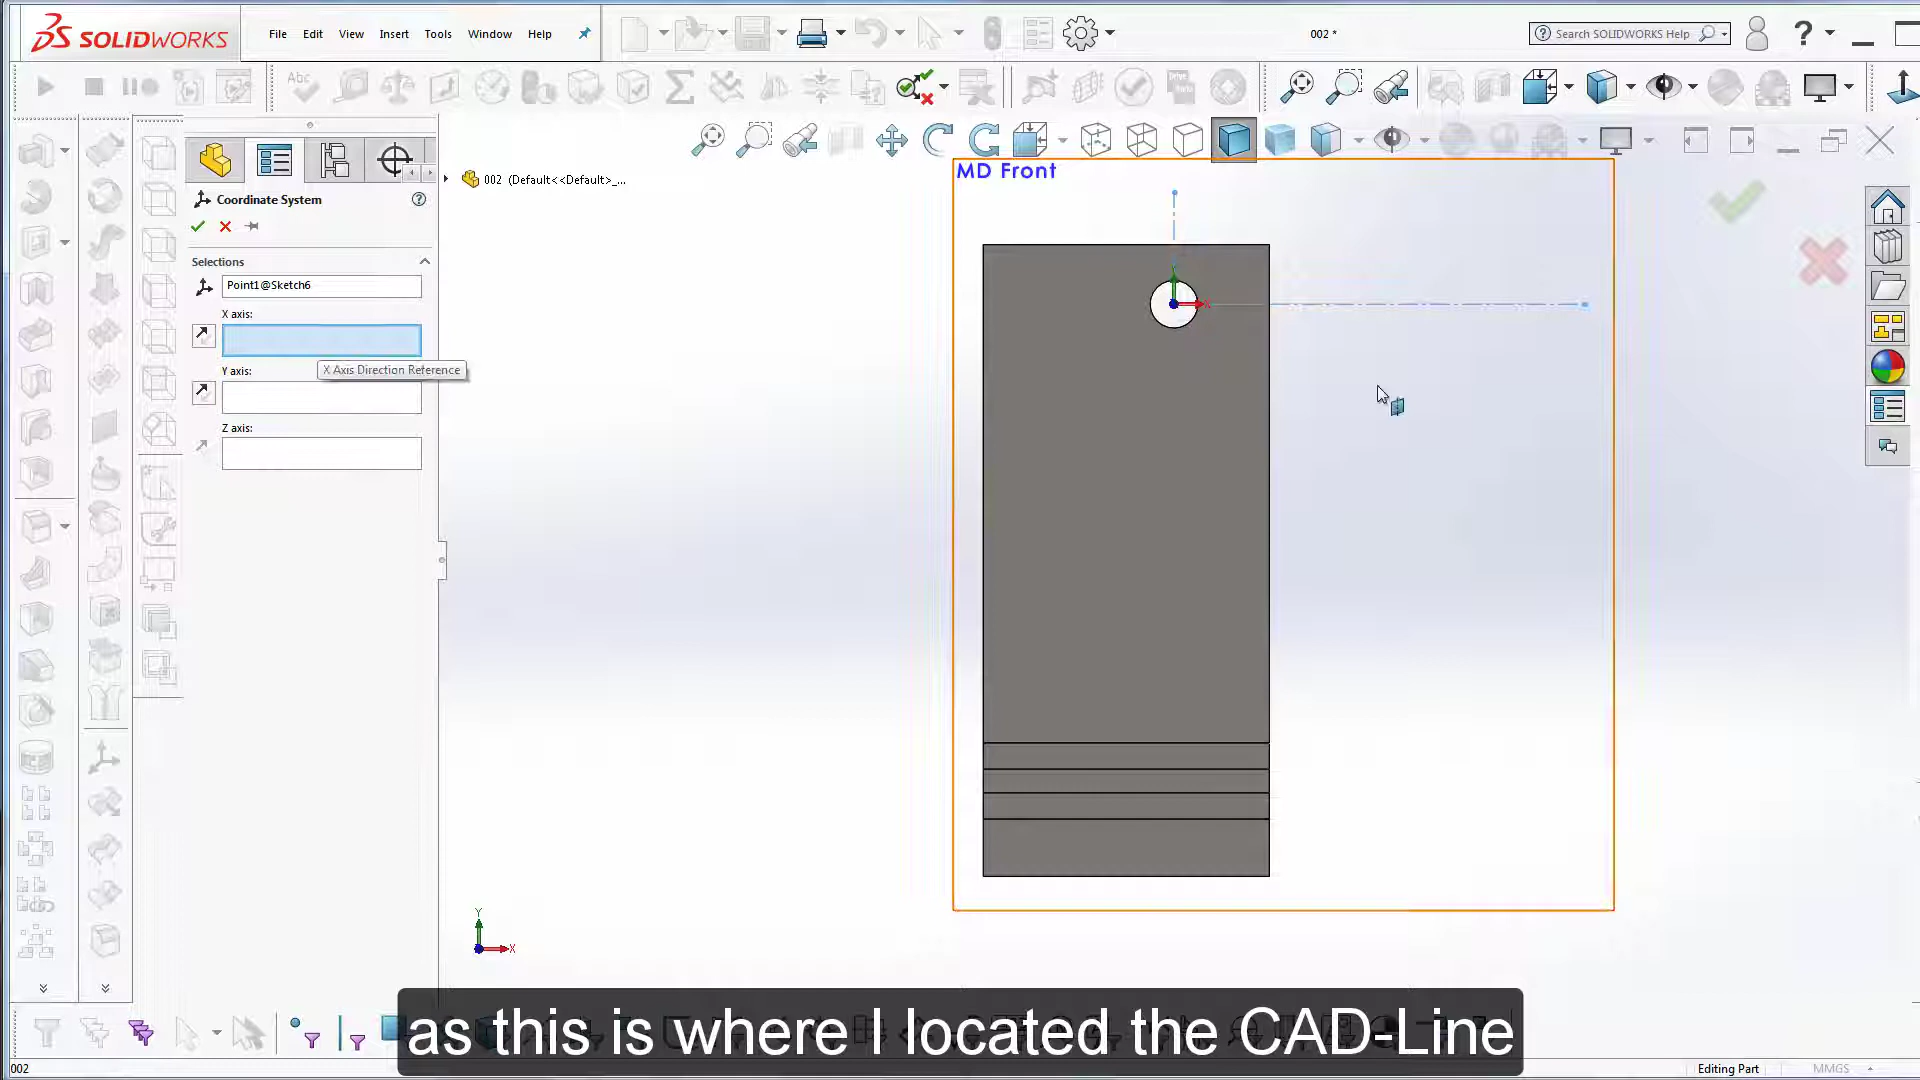 SOLIDWORKS
File Edit View Insert Tools Window Help
002 *
Search SOLIDWORKS Help
Abc
002 (Default<<Default>_...
Coordinate System
Selections
Point1@Sketch6
X axis:
X Axis Direction Reference
Y axis:
Z axis:
MD Front
Y
X
Y
X
as this is where I located the CAD-Line
002
Editing Part
MMGS